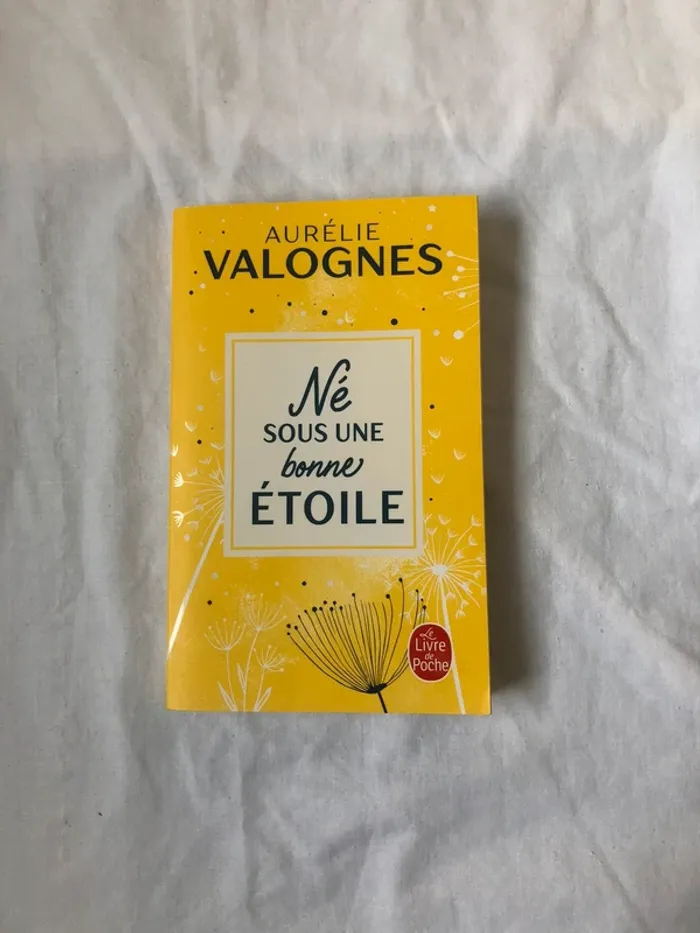 AURÉLIE
VALOGNES
Né
SOUS UNE
bonne
ÉTOILE
Le
Livre
de
Poche